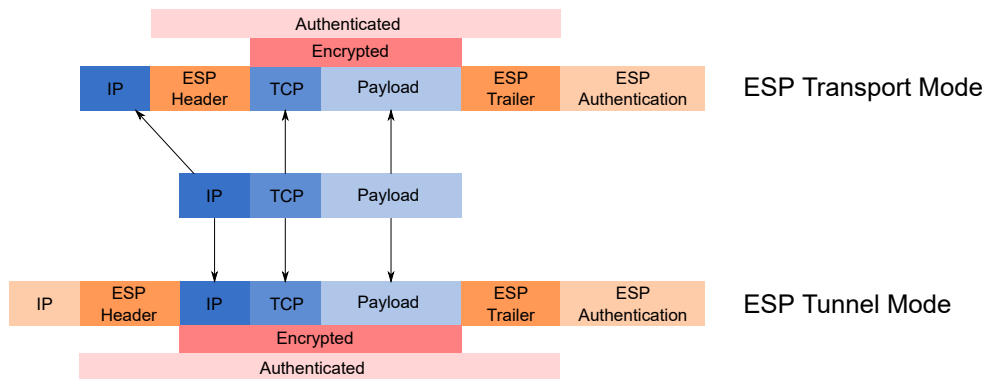 Authenticated
Encrypted
IP
ESP
Header
TCP
Payload
ESP
Trailer
ESP
Authentication
ESP Transport Mode
IP
TCP
Payload
IP
ESP
Header
IP
TCP
Payload
ESP
Trailer
ESP
Authentication
ESP Tunnel Mode
Encrypted
Authenticated